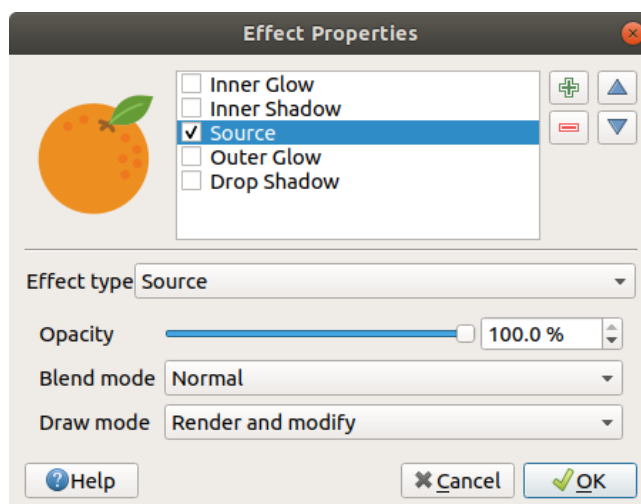 Effect Properties
Inner Glow
Inner Shadow
Source
Outer Glow
Drop Shadow
Effect type Source
Opacity 100.0 %
Blend mode Normal
Draw mode Render and modify
Help Cancel OK